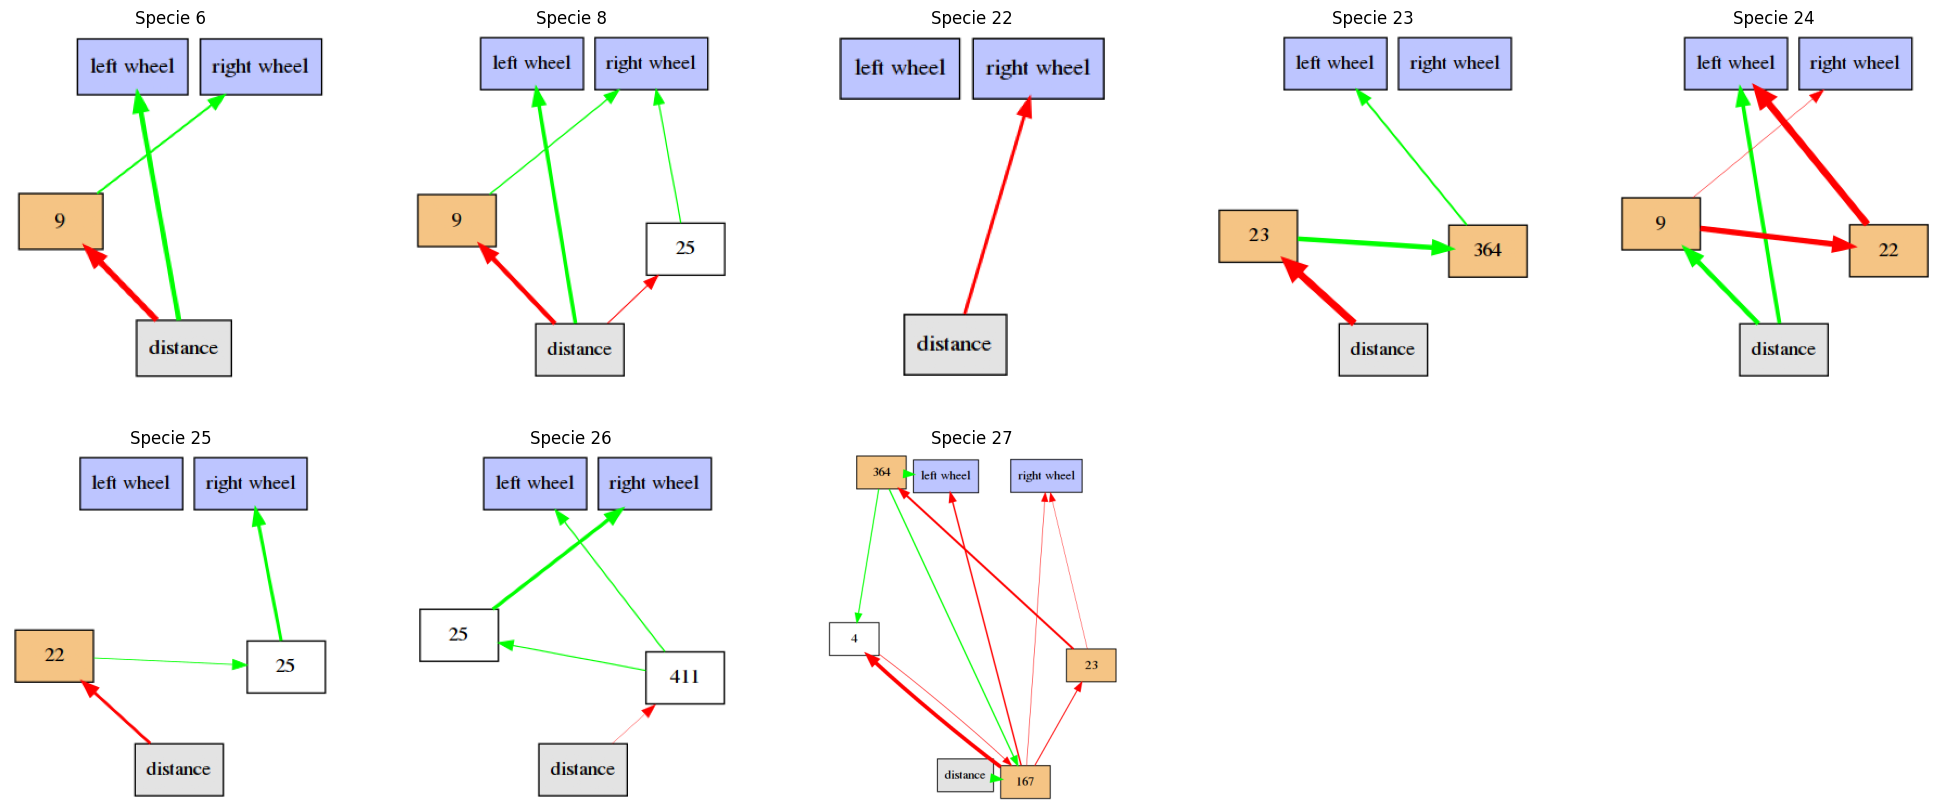 Specie 6
left wheel
right wheel
9
distance
Specie 8
left wheel
right wheel
9
25
distance
Specie 22
left wheel
right wheel
distance
Specie 23
left wheel
right wheel
23
364
distance
Specie 24
left wheel
right wheel
9
22
distance
Specie 25
left wheel
right wheel
22
25
distance
Specie 26
left wheel
right wheel
25
411
distance
Specie 27
364
left wheel
right wheel
4
23
distance
167